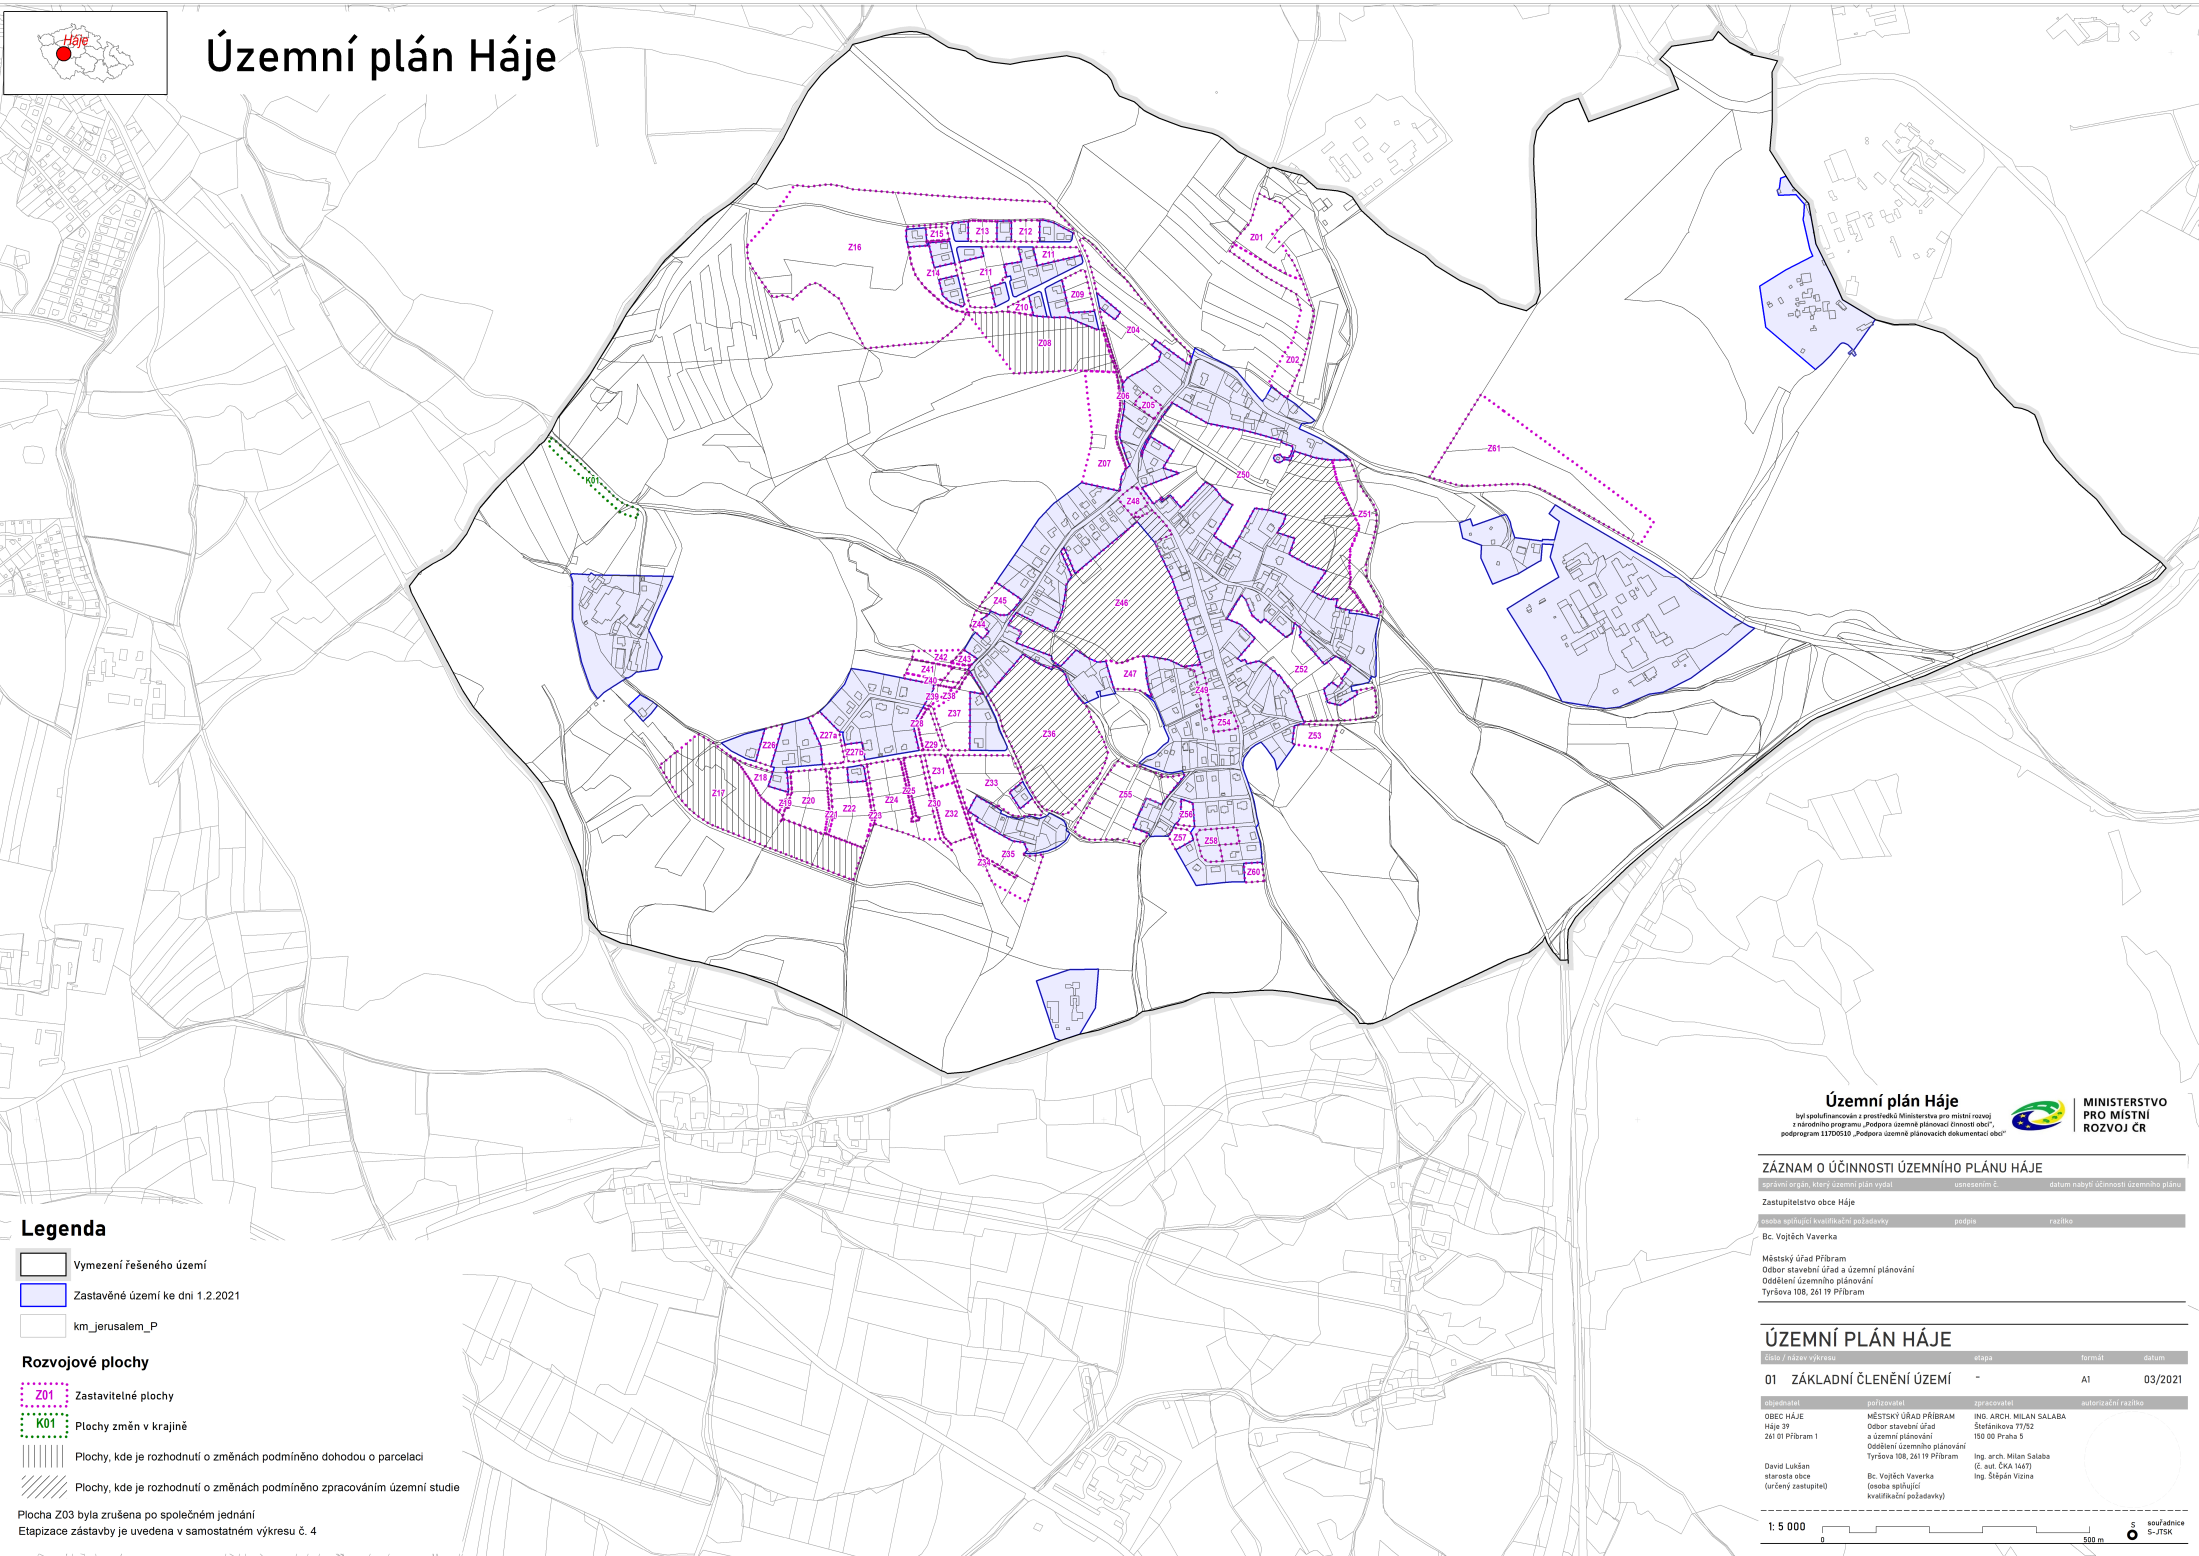 Háje
Územní plán Háje
Z01
Z15
Z13
Z12
Z16
Z11
Z14
Z11
Z09
Z10
Z04
Z08
Z02
Z06
Z05
Z61
Z07
Z50
K01
Z48
Z51
Z45
Z46
Z44
Z42
Z43
Z41
Z40
Z47
Z52
Z39
Z38
Z49
Z37
Z28
Z54
Z27a
Z36
Z53
Z26
Z29
Z27b
Z18
Z31
Z33
Z17
Z25
Z55
Z19
Z20
Z24
Z30
Z22
Z21
Z23
Z32
Z56
Z57
Z58
Z34
Z35
Z60
Územní plán Háje
byl spolufinancován z prostředků Ministerstva pro místní rozvoj
z národního programu „Podpora územně plánovací činnosti obcí",
podprogram 117D0510 „Podpora územně plánovacích dokumentací obcí"
MINISTERSTVO
PRO MÍSTNÍ
ROZVOJ ČR
ZÁZNAM O ÚČINNOSTI ÚZEMNÍHO PLÁNU HÁJE
správní orgán, který územní plán vydal usnesením č. datum nabytí účinnosti územního plánu
Zastupitelstvo obce Háje
osoba splňující kvalifikační požadavky podpis razítko
Bc. Vojtěch Vaverka
Městský úřad Příbram
Odbor stavební úřad a územní plánování
Oddělení územního plánování
Tyršova 108, 261 19 Příbram
Legenda
Vymezení řešeného území
Zastavěné území ke dni 1.2.2021
km_jerusalem_P
Rozvojové plochy
Z01 Zastavitelné plochy
K01 Plochy změn v krajině
Plochy, kde je rozhodnutí o změnách podmíněno dohodou o parcelaci
Plochy, kde je rozhodnutí o změnách podmíněno zpracováním územní studie
Plocha Z03 byla zrušena po společném jednání
Etapizace zástavby je uvedena v samostatném výkresu č. 4
ÚZEMNÍ PLÁN HÁJE
číslo / název výkresu etapa formát datum
01 ZÁKLADNÍ ČLENĚNÍ ÚZEMÍ - A1 03/2021
objednatel pořizovatel zpracovatel autorizační razítko
OBEC HÁJE MĚSTSKÝ ÚŘAD PŘÍBRAM ING. ARCH. MILAN SALABA
Háje 39 Odbor stavební úřad Štefánikova 77/52
261 01 Příbram 1 a územní plánování 150 00 Praha 5
Oddělení územního plánování
Tyršova 108, 261 19 Příbram Ing. arch. Milan Salaba
David Lukšan (č. aut. ČKA 1467)
starosta obce Bc. Vojtěch Vaverka Ing. Štěpán Vizina
(určený zastupitel) (osoba splňující
kvalifikační požadavky)
1: 5 000
0 500 m
S
souřadnice
S-JTSK